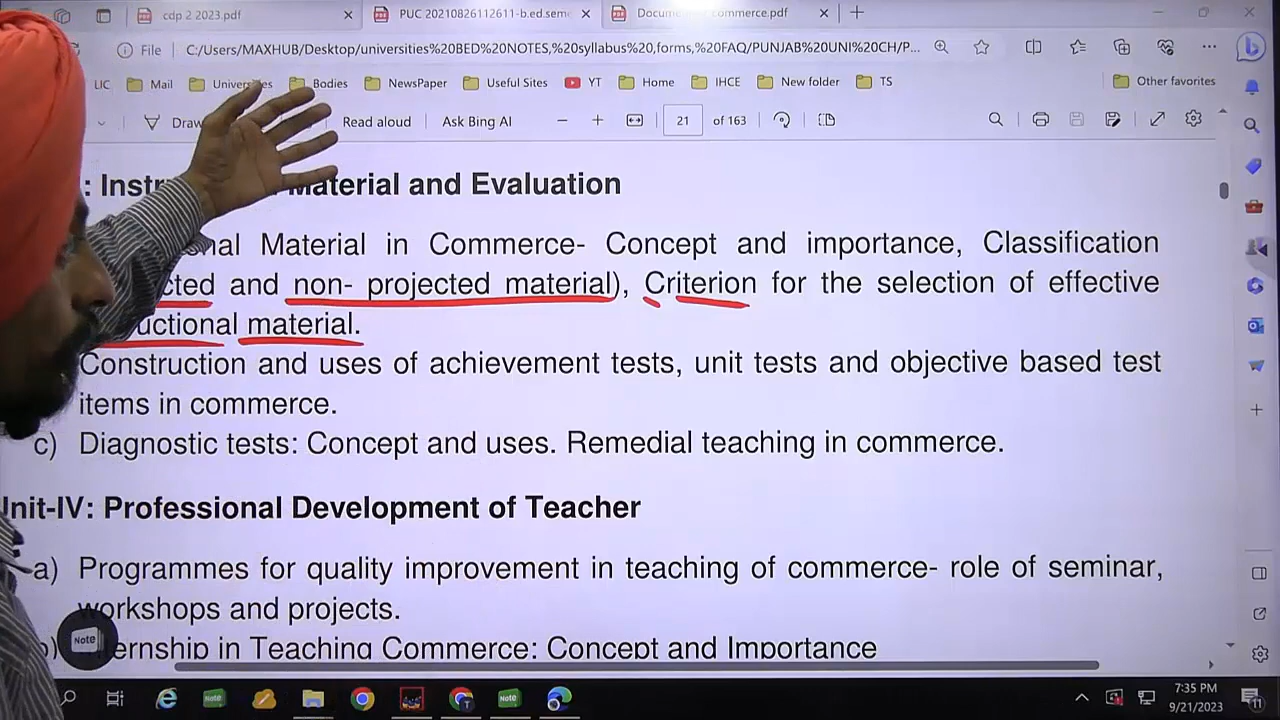 cdp 2 2023.pdf
PUC 20210826112611-b.ed.seme
commerce.pdf
File
C:/Users/MAXHUB/Desktop/universities%20BED%20NOTES,%20syllabus%20,forms,%20FAQ/PUNJAB%20UNI%20CH/P...
LIC
Mail
Bodies
NewsPaper
Useful Sites
YT
Home
IHCE
New folder
TS
Other favorites
Read aloud
Ask Bing AI
21
of 163
: Material and Evaluation
Material in Commerce- Concept and importance, Classification
and non- projected material), Criterion for the selection of effective
material.
Construction and uses of achievement tests, unit tests and objective based test
items in commerce.
c) Diagnostic tests: Concept and uses. Remedial teaching in commerce.
Unit-IV: Professional Development of Teacher
a) Programmes for quality improvement in teaching of commerce- role of seminar,
workshops and projects.
Note
Internship in Teaching Commerce: Concept and Importance
Note
Note
7:35 PM
9/21/2023
11